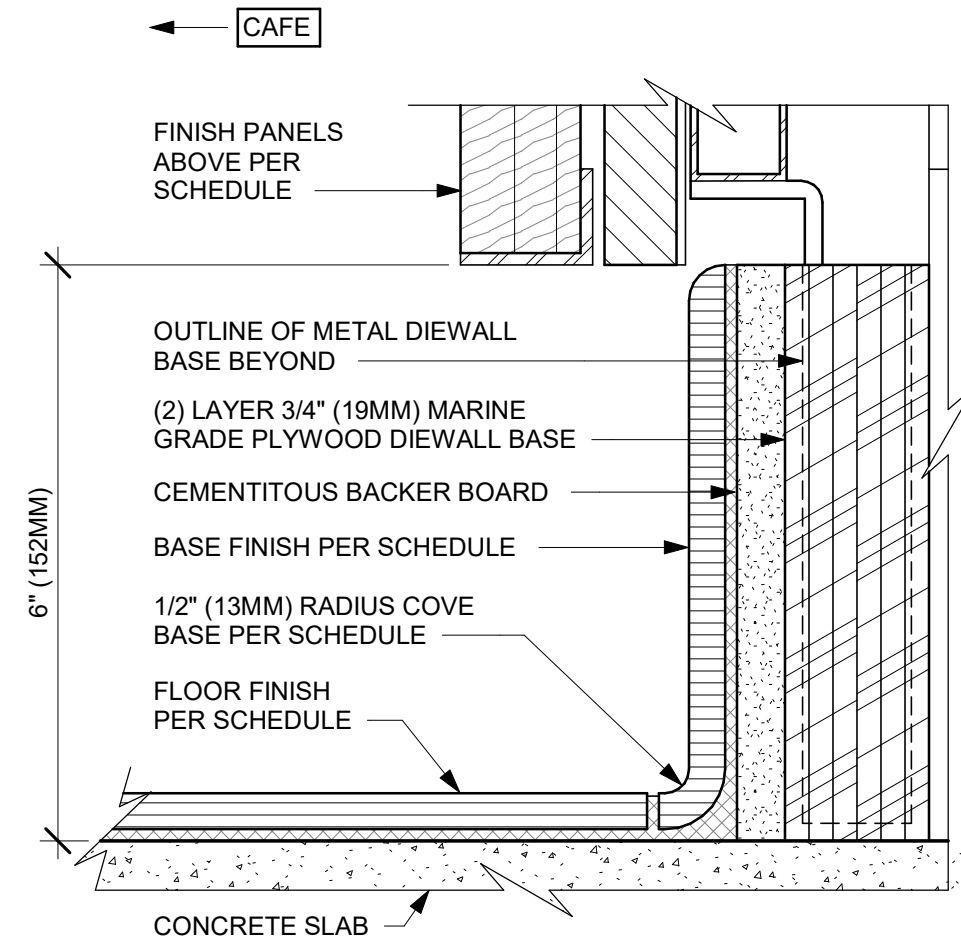 CAFE
FINISH PANELS
ABOVE PER
SCHEDULE
OUTLINE OF METAL DIEWALL
BASE BEYOND
(2) LAYER 3/4" (19MM) MARINE
GRADE PLYWOOD DIEWALL BASE
CEMENTITOUS BACKER BOARD
BASE FINISH PER SCHEDULE
1/2" (13MM) RADIUS COVE
BASE PER SCHEDULE
FLOOR FINISH
PER SCHEDULE
6" (152MM)
CONCRETE SLAB